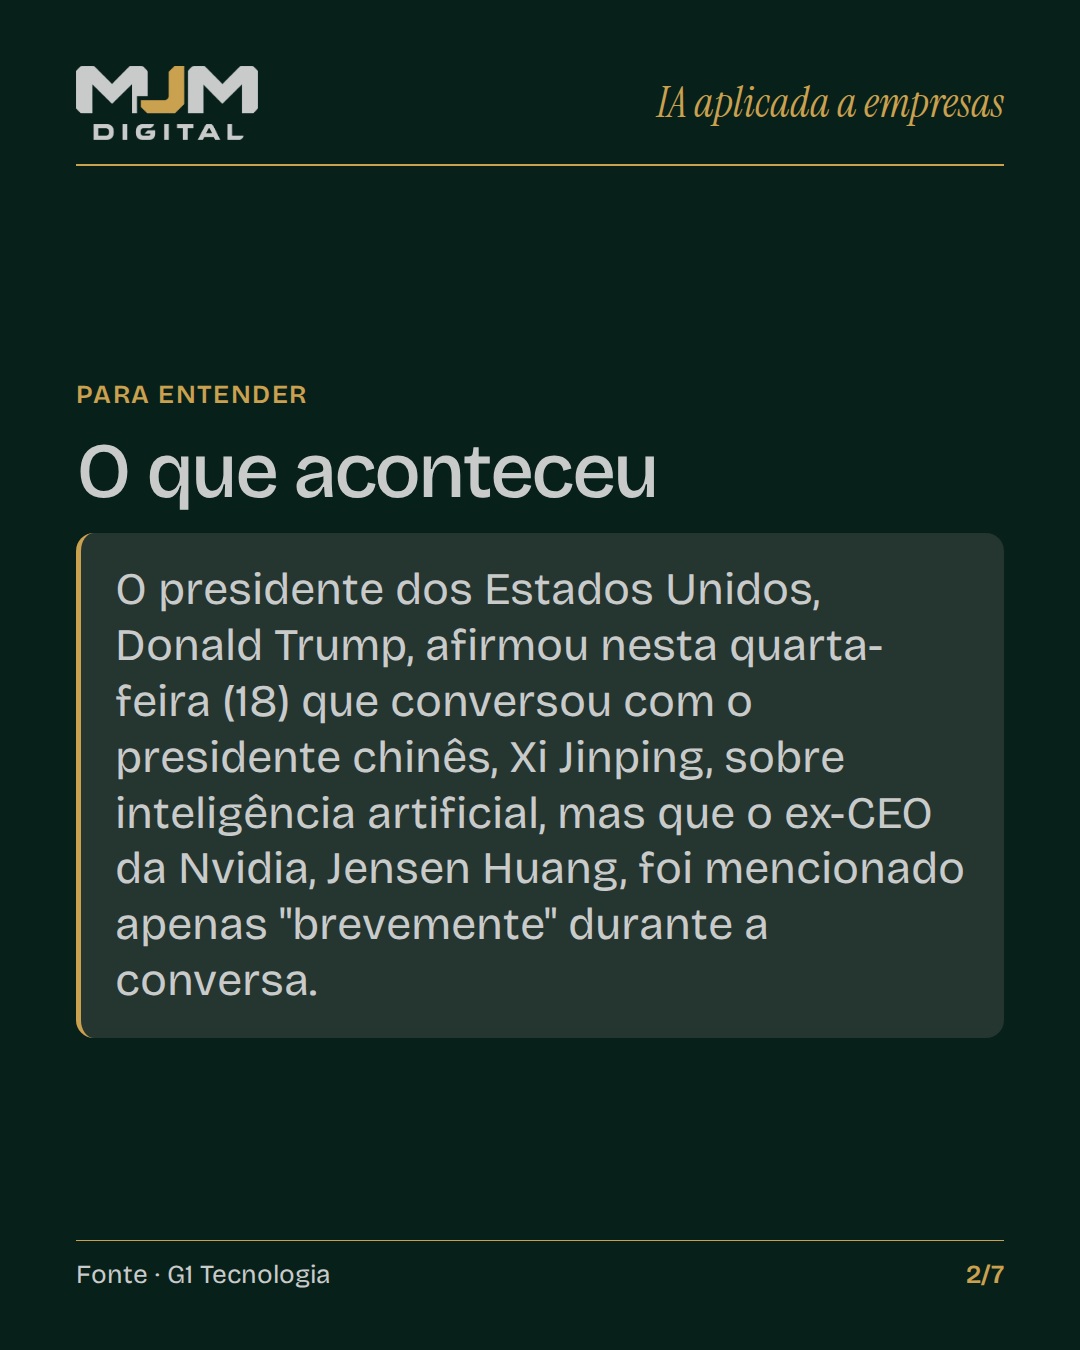 MJM
DIGITAL
IA aplicada a empresas
PARA ENTENDER
O que aconteceu
O presidente dos Estados Unidos,
Donald Trump, afirmou nesta quarta-
feira (18) que conversou com o
presidente chinês, Xi Jinping, sobre
inteligência artificial, mas que o ex-CEO
da Nvidia, Jensen Huang, foi mencionado
apenas "brevemente" durante a
conversa.
Fonte · G1 Tecnologia
2/7